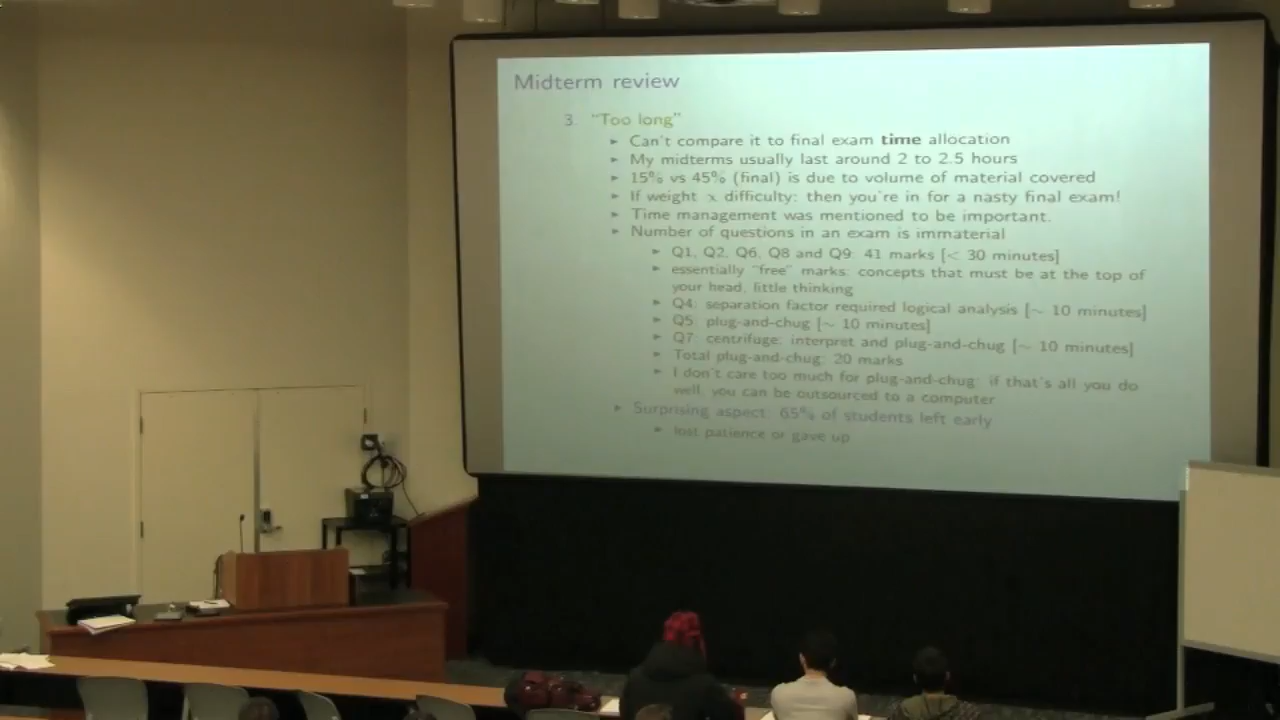 Midterm review
3. "Too long"
► Can't compare it to final exam time allocation
► My midterms usually last around 2 to 2.5 hours
► 15% vs 45% (final) is due to volume of material covered
► If weight ∝ difficulty: then you're in for a nasty final exam!
► Time management was mentioned to be important.
► Number of questions in an exam is immaterial
► Q1, Q2, Q6, Q8 and Q9: 41 marks [< 30 minutes]
► essentially "free" marks: concepts that must be at the top of
your head, little thinking
► Q4: separation factor required logical analysis [∼ 10 minutes]
► Q5: plug-and-chug [∼ 10 minutes]
► Q7: centrifuge; interpret and plug-and-chug [∼ 10 minutes]
► Total plug-and-chug: 20 marks
► I don't care too much for plug-and-chug: if that's all you do
well, you can be outsourced to a computer
► Surprising aspect: 65% of students left early
► lost patience or gave up